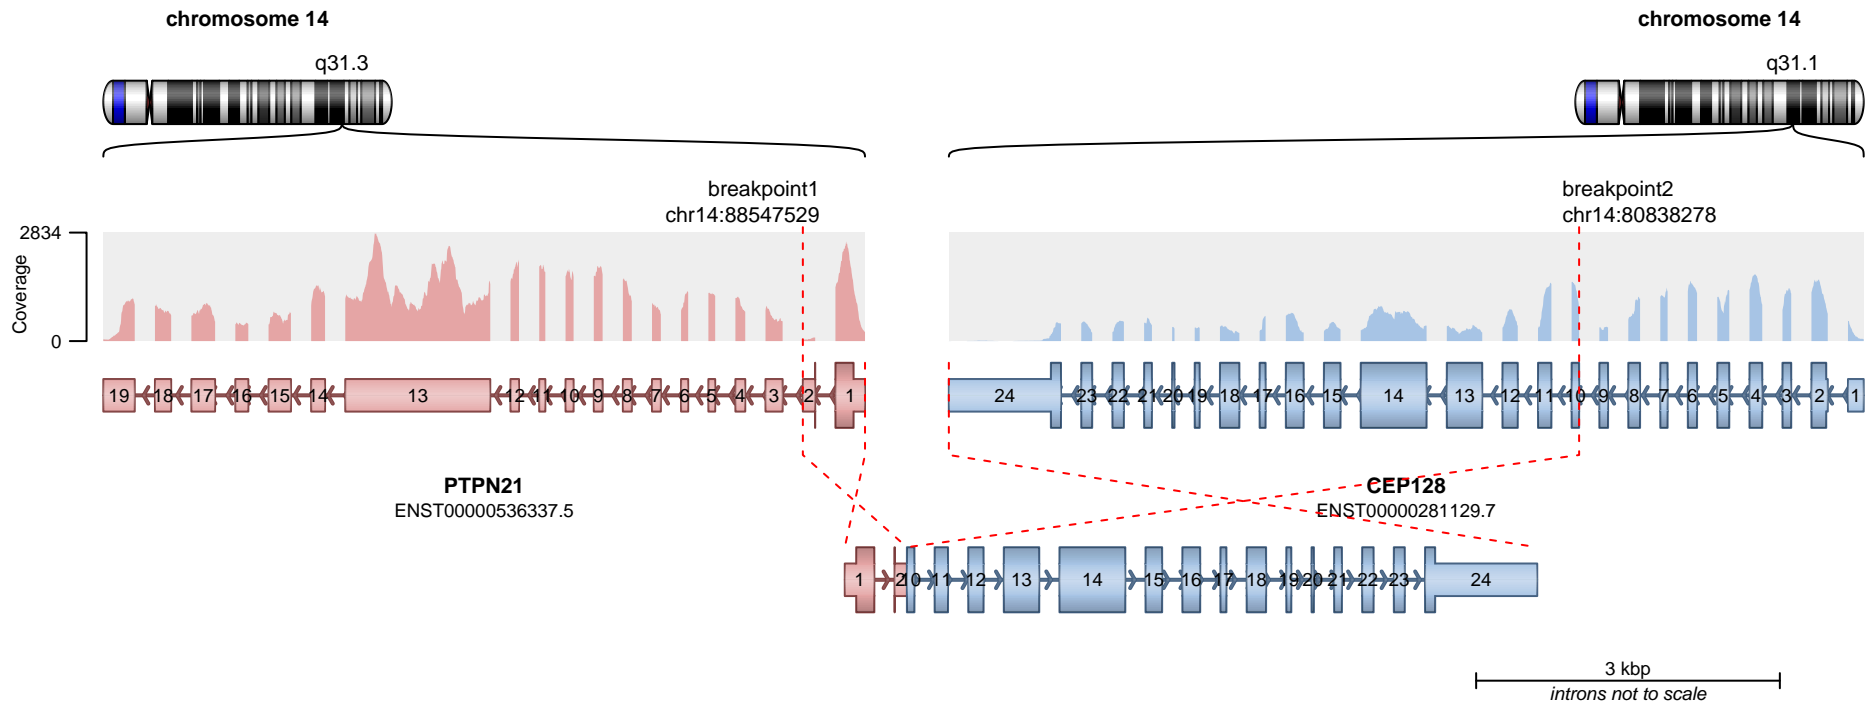 chromosome 14
chromosome 14
q31.3
q31.1
breakpoint1
chr14:88547529
breakpoint2
chr14:80838278
2834
Coverage
0
19 18 17 16 15 14 13 12 11 10 9 8 7 6 5 4 3 2 1
24 23 22 21 20 19 18 17 16 15 14 13 12 11 10 9 8 7 6 5 4 3 2 1
PTPN21
ENST00000536337.5
CEP128
ENST00000281129.7
1 2 10 11 12 13 14 15 16 17 18 19 20 21 22 23 24
3 kbp
introns not to scale